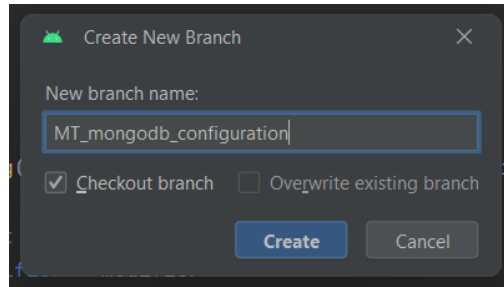 Create New Branch
New branch name:
MT_mongodb_configuration
Checkout branch Overwrite existing branch
Create Cancel